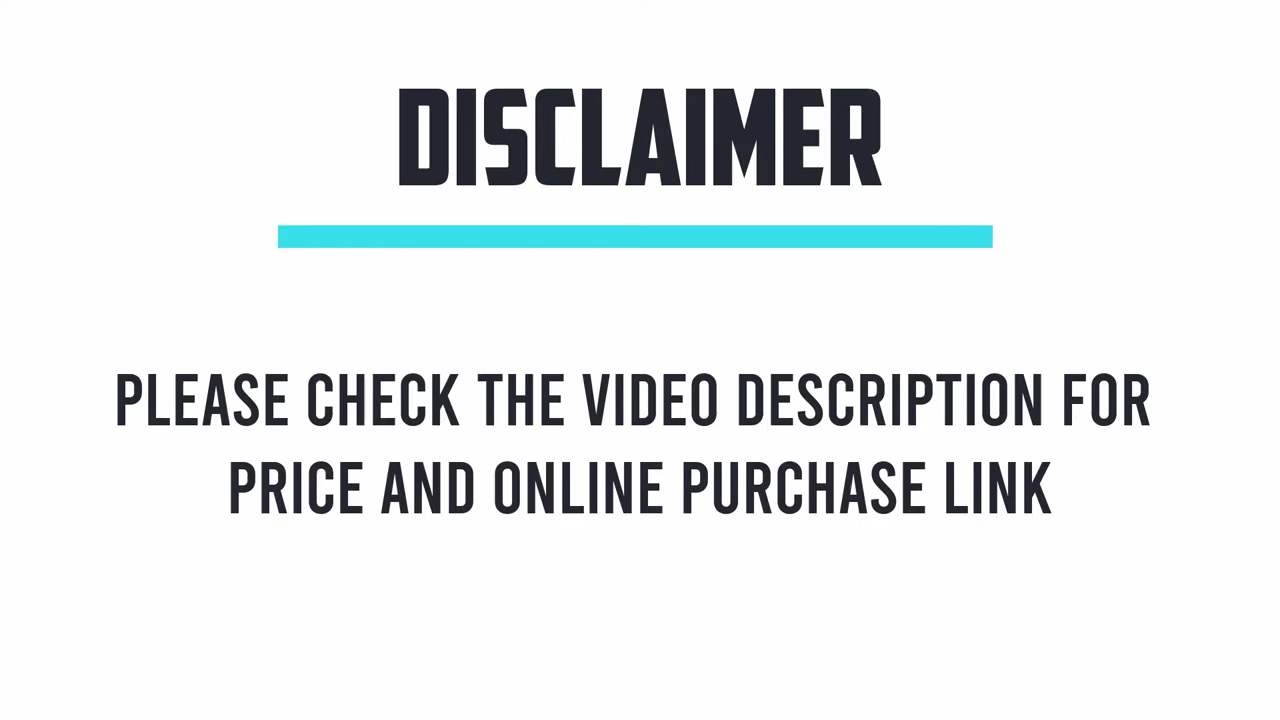 DISCLAIMER
PLEASE CHECK THE VIDEO DESCRIPTION FOR
PRICE AND ONLINE PURCHASE LINK